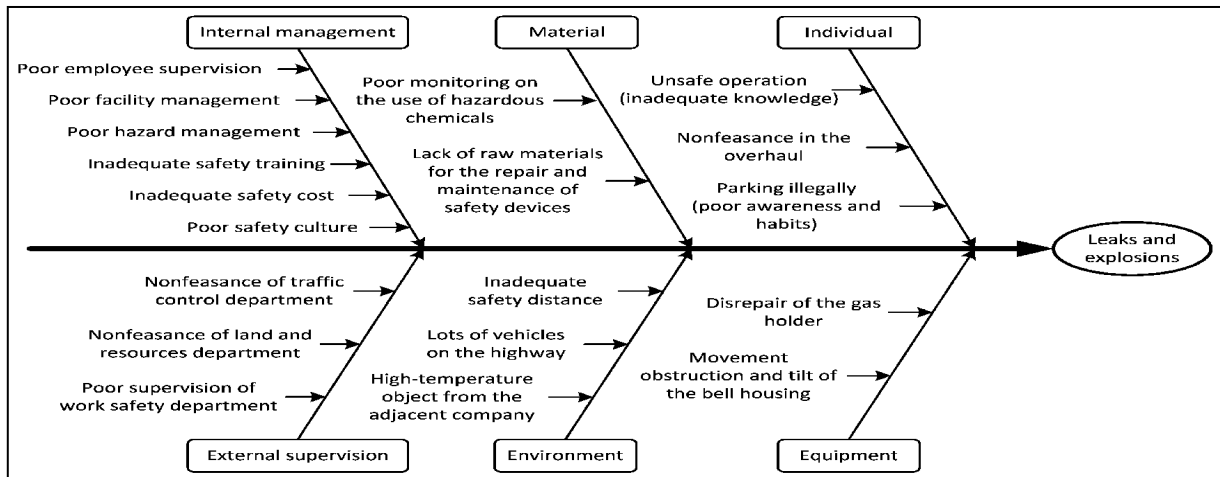 Internal management
Poor employee supervision
Poor facility management
Poor hazard management
Inadequate safety training
Inadequate safety cost
Poor safety culture
Material
Poor monitoring on
the use of hazardous
chemicals
Lack of raw materials
for the repair and
maintenance of
safety devices
Individual
Unsafe operation
(inadequate knowledge)
Nonfeasance in the
overhaul
Parking illegally
(poor awareness and
habits)
Leaks and
explosions
Nonfeasance of traffic
control department
Nonfeasance of land and
resources department
Poor supervision of
work safety department
External supervision
Inadequate
safety distance
Lots of vehicles
on the highway
High-temperature
object from the
adjacent company
Environment
Disrepair of the gas
holder
Movement
obstruction and tilt of
the bell housing
Equipment